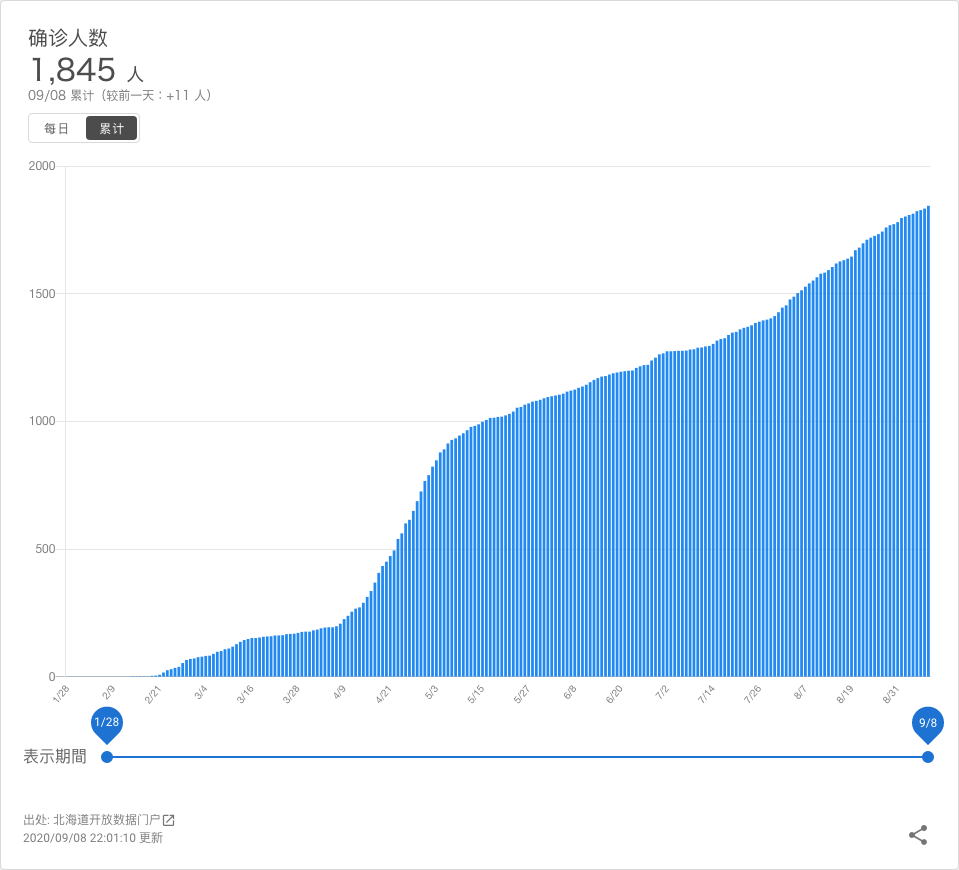 确诊人数
1,845 人
09/08 累计（较前一天：+11 人）
每日 累计
2000
1500
1000
500
0
1/28 2/9 2/21 3/4 3/16 3/28 4/9 4/21 5/3 5/15 5/27 6/8 6/20 7/2 7/14 7/26 8/7 8/19 8/31
1/28 9/8
表示期間
出处: 北海道开放数据门户
2020/09/08 22:01:10 更新